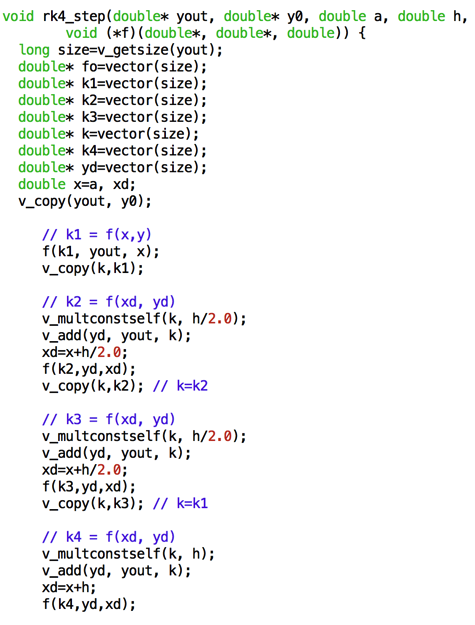 void rk4_step(double* yout, double* y0, double a, double h,
void (*f)(double*, double*, double)) {
long size=v_getsize(yout);
double* fo=vector(size);
double* k1=vector(size);
double* k2=vector(size);
double* k3=vector(size);
double* k=vector(size);
double* k4=vector(size);
double* yd=vector(size);
double x=a, xd;
v_copy(yout, y0);
// k1 = f(x,y)
f(k1, yout, x);
v_copy(k,k1);
// k2 = f(xd, yd)
v_multconstself(k, h/2.0);
v_add(yd, yout, k);
xd=x+h/2.0;
f(k2,yd,xd);
v_copy(k,k2); // k=k2
// k3 = f(xd, yd)
v_multconstself(k, h/2.0);
v_add(yd, yout, k);
xd=x+h/2.0;
f(k3,yd,xd);
v_copy(k,k3); // k=k1
// k4 = f(xd, yd)
v_multconstself(k, h);
v_add(yd, yout, k);
xd=x+h;
f(k4,yd,xd);